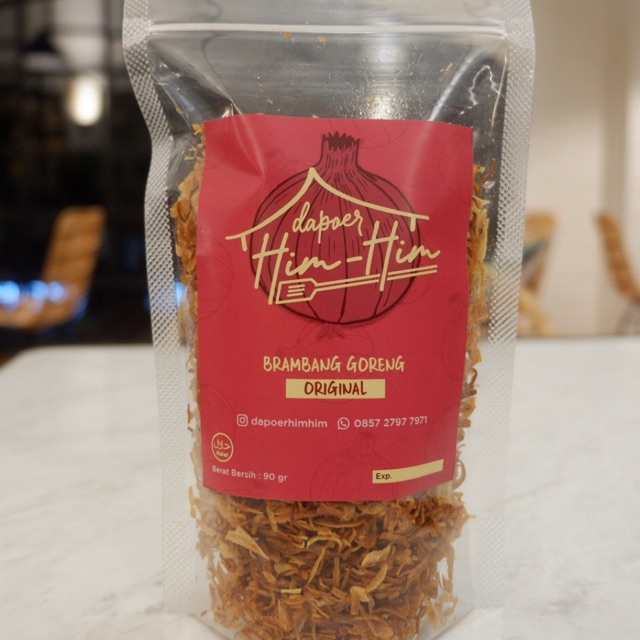 dapoer
Him-Him
BRAMBANG GORENG
ORIGINAL
dapoerhimhim 0857 2797 7971
حلال
Halal
Berat Bersih : 90 gr
Exp.